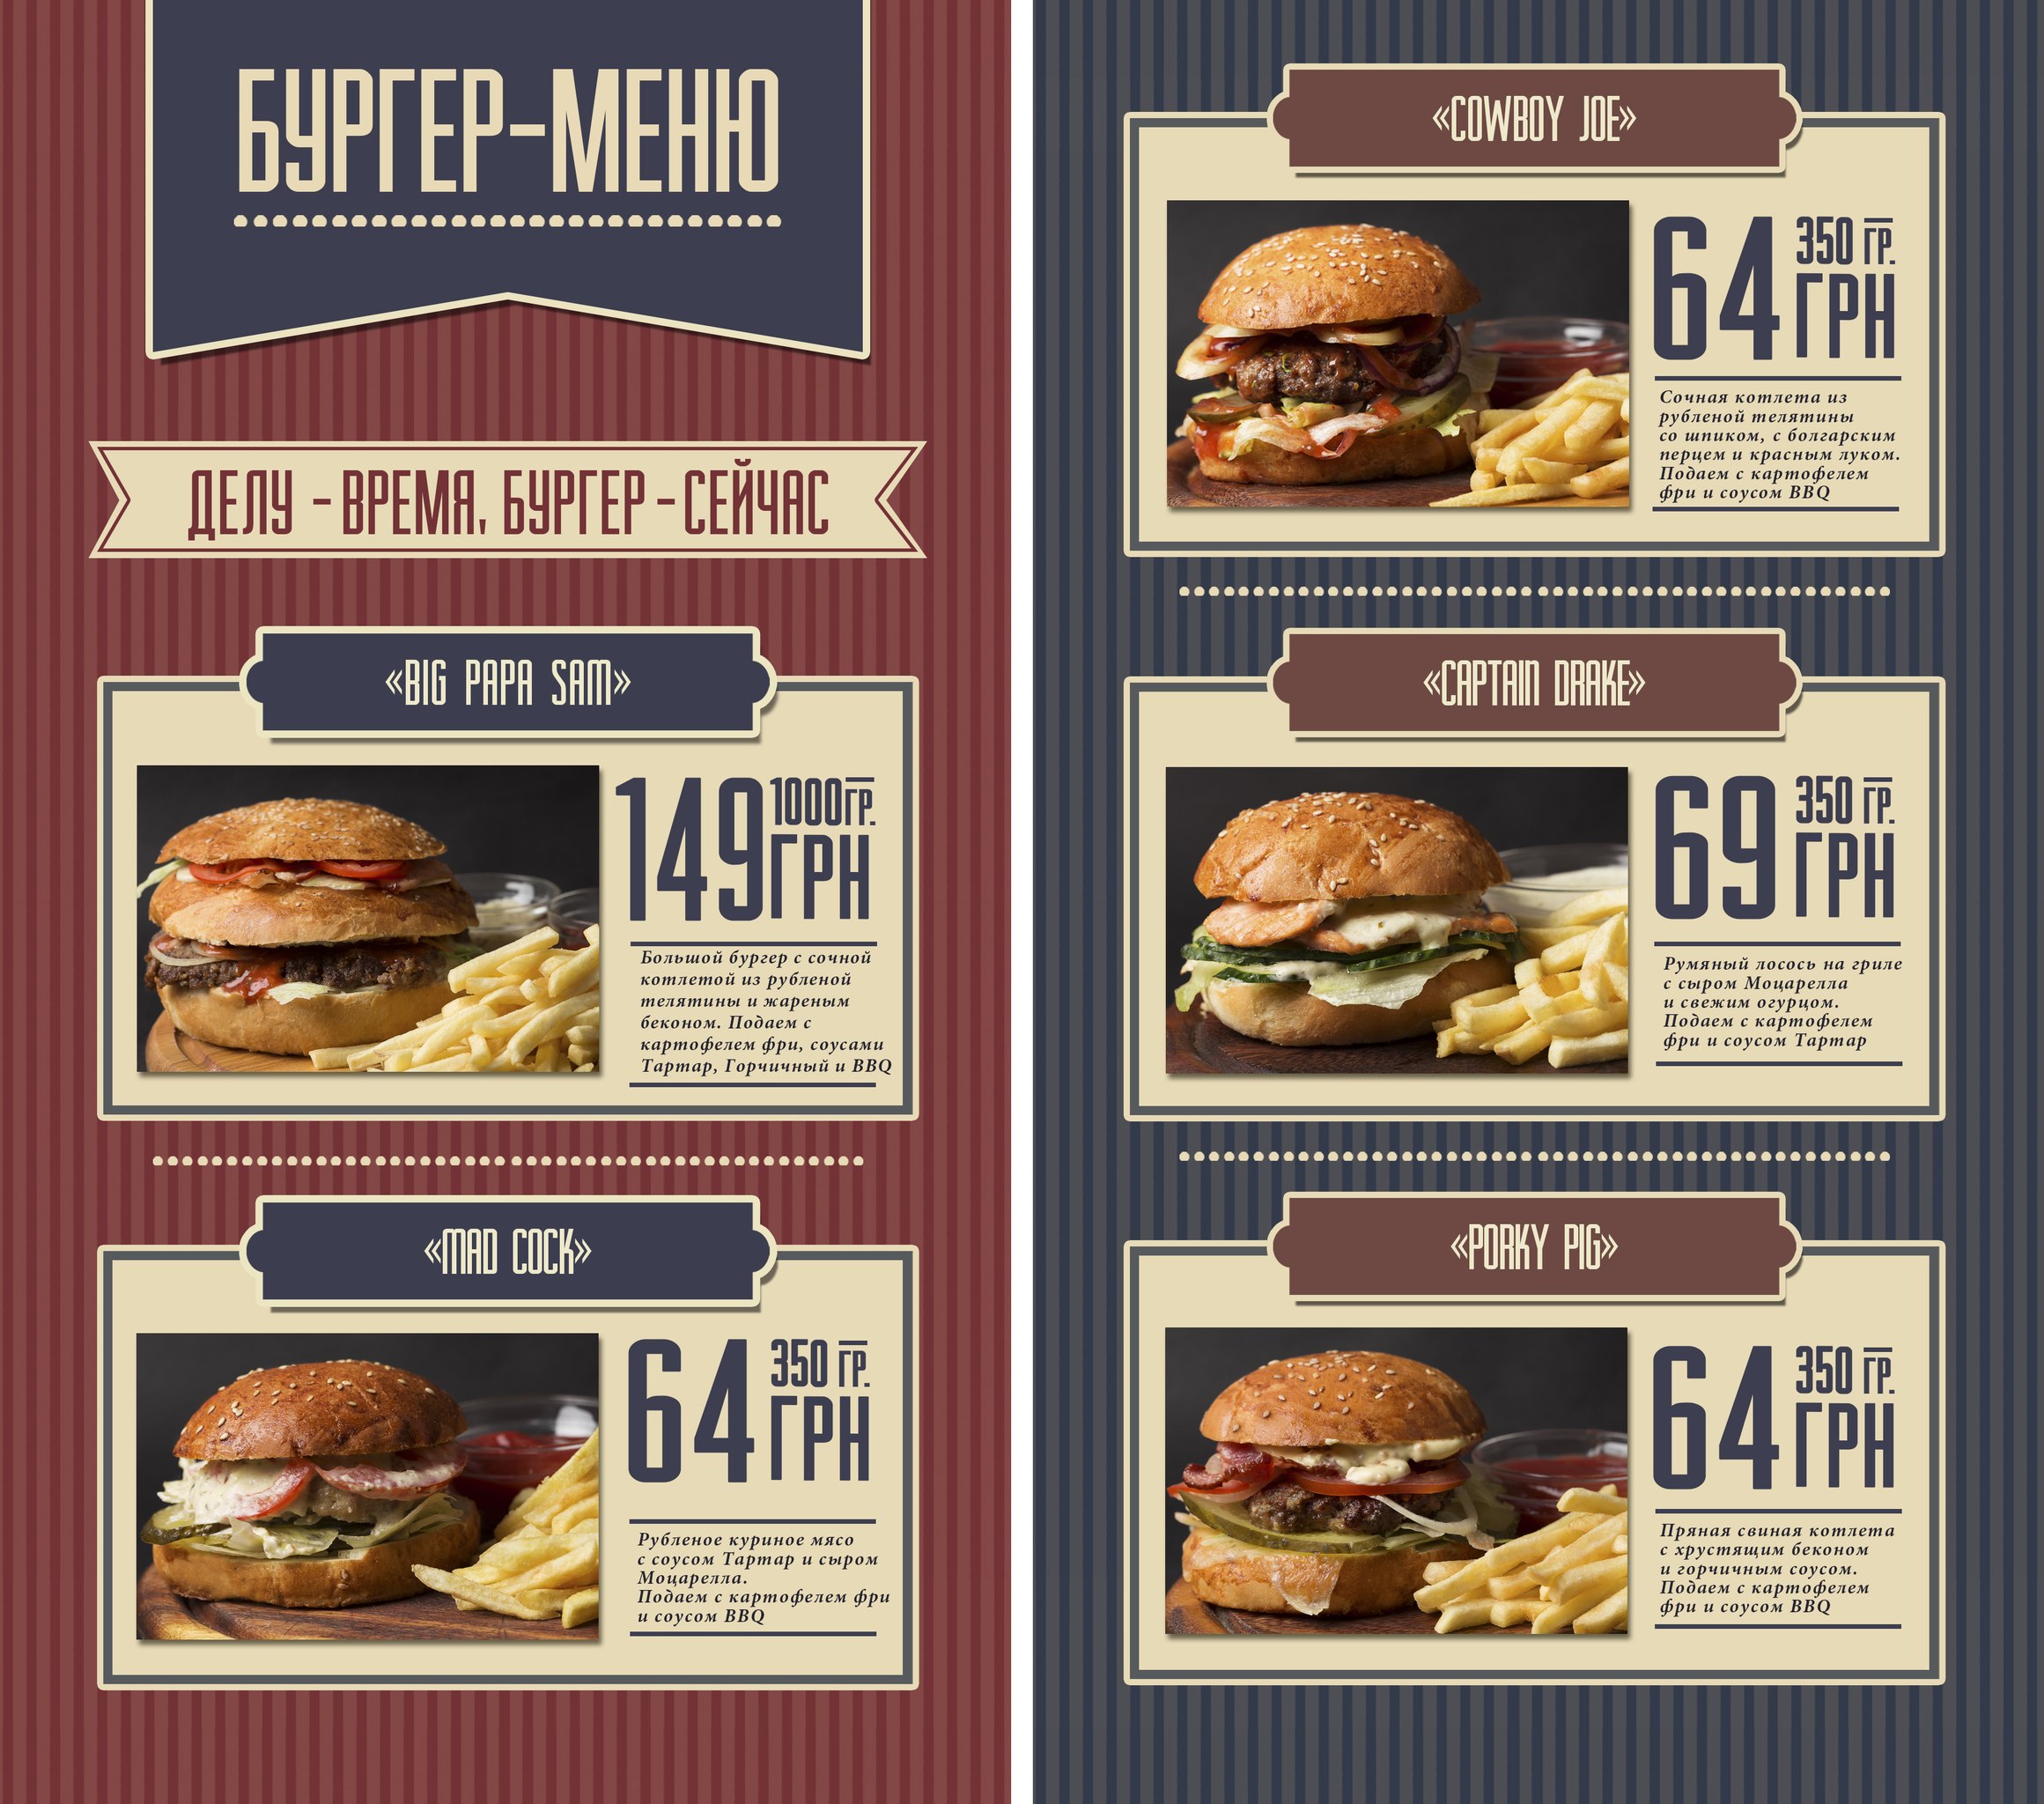 БУРГЕР-МЕНЮ
ДЕЛУ - ВРЕМЯ, БУРГЕР - СЕЙЧАС
«BIG PAPA SAM»
149 1000 ГР.
ГРН
Большой бургер с сочной
котлетой из рубленой
телятины и жареным
беконом. Подаем с
картофелем фри, соусами
Тартар, Горчичный и BBQ
«MAD COCK»
64 350 ГР.
ГРН
Рубленое куриное мясо
с соусом Тартар и сыром
Моцарелла.
Подаем с картофелем фри
и соусом BBQ
«COWBOY JOE»
64 350 ГР.
ГРН
Сочная котлета из
рубленой телятины
со шпиком, с болгарским
перцем и красным луком.
Подаем с картофелем
фри и соусом BBQ
«CAPTAIN DRAKE»
69 350 ГР.
ГРН
Румяный лосось на гриле
с сыром Моцарелла
и свежим огурцом.
Подаем с картофелем
фри и соусом Тартар
«PORKY PIG»
64 350 ГР.
ГРН
Пряная свиная котлета
с хрустящим беконом
и горчичным соусом.
Подаем с картофелем
фри и соусом BBQ